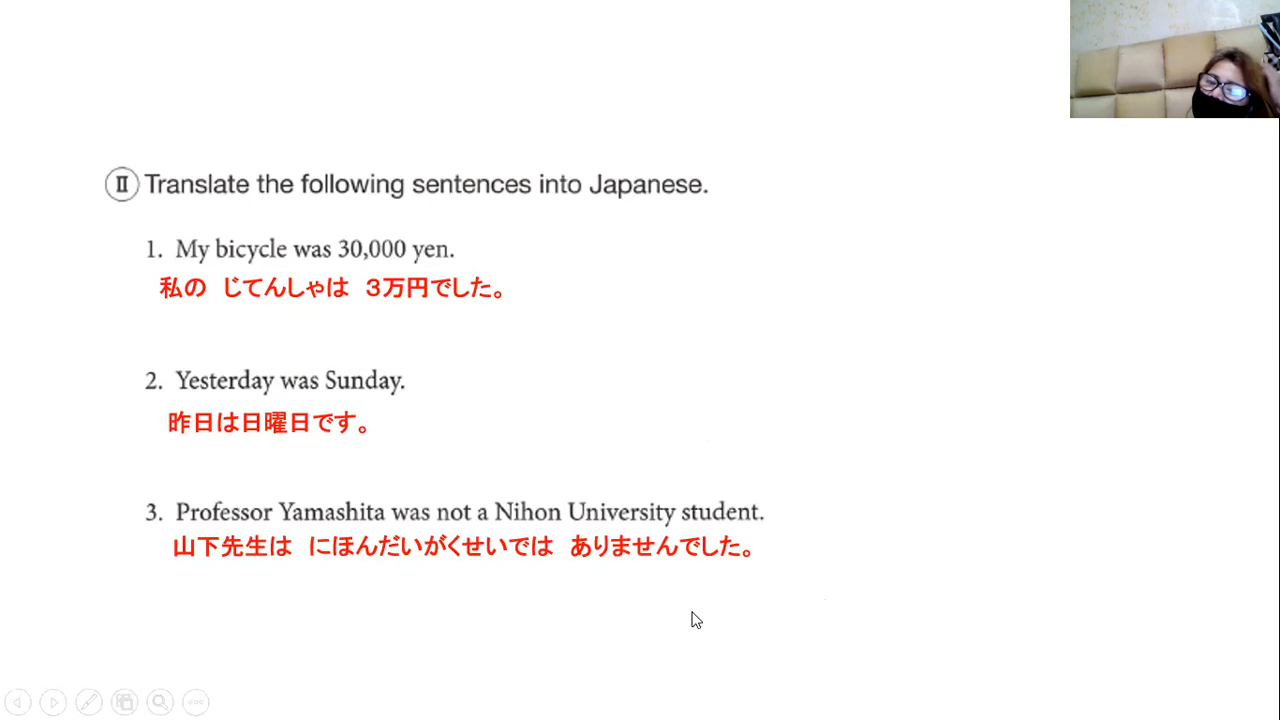 II Translate the following sentences into Japanese.
1. My bicycle was 30,000 yen.
私の じてんしゃは 3万円でした。
2. Yesterday was Sunday.
昨日は日曜日です。
3. Professor Yamashita was not a Nihon University student.
山下先生は にほんだいがくせいでは ありませんでした。